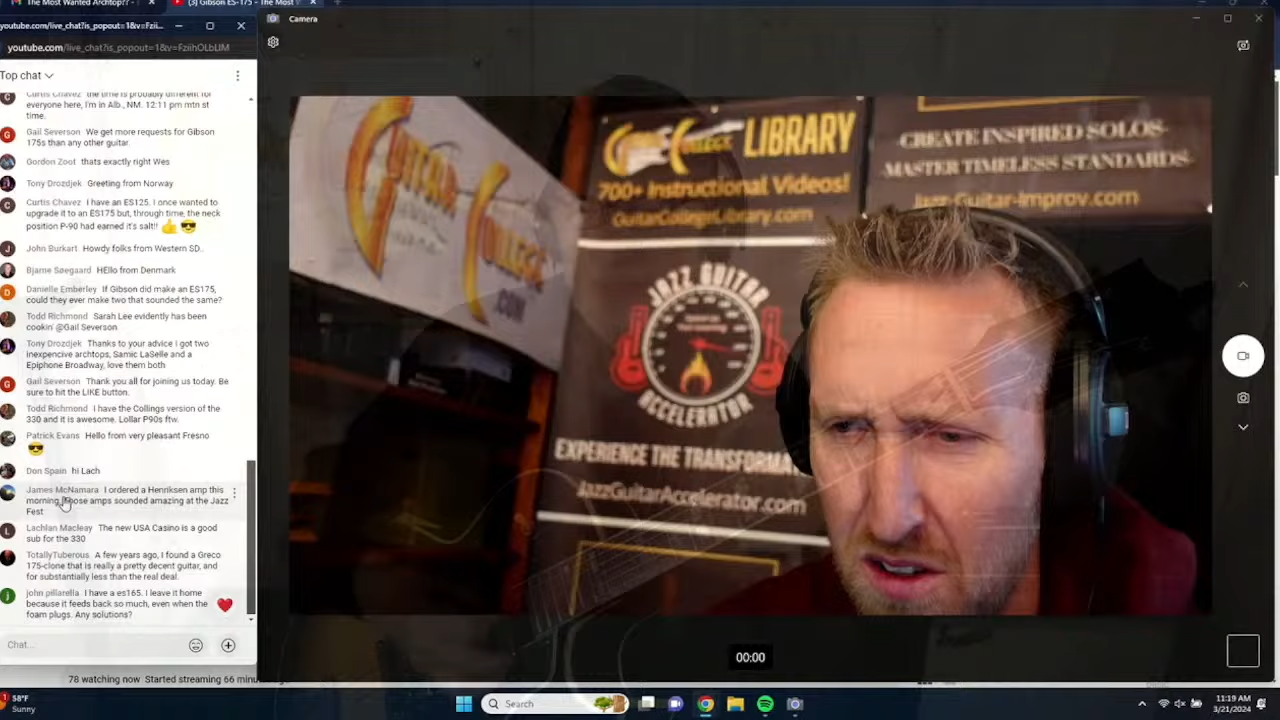 The Most Wanted Archtop??
(3) Gibson ES-175 - The Most
youtube.com/live_chat?is_popout=1&v=Fzii...
youtube.com/live_chat?is_popout=1&v=FziihOLbLlM
Top chat
Curtis Chavez the time is probably different for
everyone here, I'm in Alb., NM. 12:11 pm mtn st
time.
Gail Severson We get more requests for Gibson
175s than any other guitar.
Gordon Zoot thats exactly right Wes
Tony Drozdjek Greeting from Norway
Curtis Chavez I have an ES125. I once wanted to
upgrade it to an ES175 but, through time, the neck
position P-90 had earned it's salt!! 👍😎
John Burkart Howdy folks from Western SD..
Bjarne Søegaard HEllo from Denmark
Danielle Emberley If Gibson did make an ES175,
could they ever make two that sounded the same?
Todd Richmond Sarah Lee evidently has been
cookin' @Gail Severson
Tony Drozdjek Thanks to your advice I got two
inexpencive archtops, Samic LaSelle and a
Epiphone Broadway, love them both
Gail Severson Thank you all for joining us today. Be
sure to hit the LIKE button.
Todd Richmond I have the Collings version of the
330 and it is awesome. Lollar P90s ftw.
Patrick Evans Hello from very pleasant Fresno
😎
Don Spain hi Lach
James McNamara I ordered a Henriksen amp this
morning those amps sounded amazing at the Jazz
Fest
Lachlan Macleay The new USA Casino is a good
sub for the 330
TotallyTuberous A few years ago, I found a Greco
175-clone that is really a pretty decent guitar, and
for substantially less than the real deal.
john pillarella I have a es165. I leave it home
because it feeds back so much, even when the
foam plugs. Any solutions?
Chat...
78 watching now Started streaming 66 minu
Camera
GUITAR
COLLEGE
.COM
LIBRARY
700+ Instructional Videos!
GuitarCollegeLibrary.com
CREATE INSPIRED SOLOS
MASTER TIMELESS STANDARDS
Jazz-Guitar-Improv.com
JAZZ GUITAR
ACCELERATOR
EXPERIENCE THE TRANSFORMA
JazzGuitarAccelerator.com
00:00
1
58°F
Sunny
Search
11:19 AM
3/21/2024